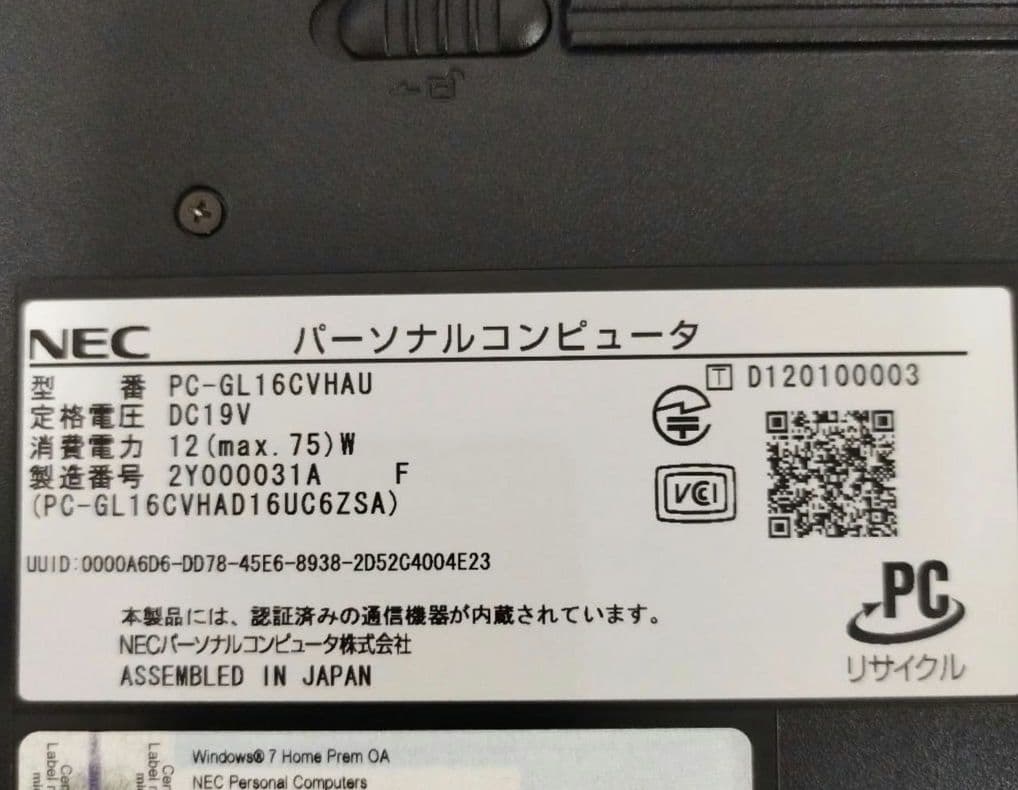 NEC パーソナルコンピュータ
型 番 PC-GL16CVHAU
定格電圧 DC19V
消費電力 12(max.75)W
製造番号 2Y000031A F
(PC-GL16CVHAD16UC6ZSA)
T D120100003
VCI
UUID:0000A6D6-DD78-45E6-8938-2D52C4004E23
本製品には、認証済みの通信機器が内蔵されています。
NECパーソナルコンピュータ株式会社
ASSEMBLED IN JAPAN
PC
リサイクル
Windows® 7 Home Prem OA
NEC Personal Computers
Label
Label